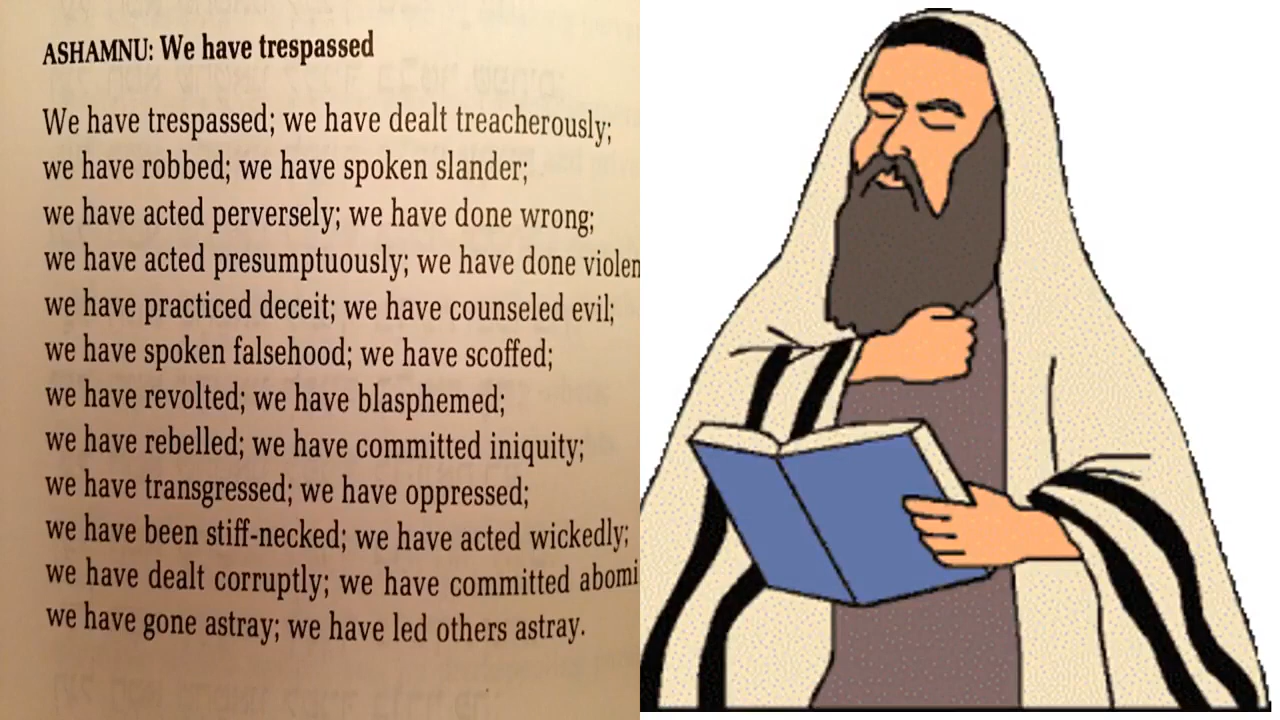 ASHAMNU: We have trespassed
We have trespassed; we have dealt treacherously;
we have robbed; we have spoken slander;
we have acted perversely; we have done wrong;
we have acted presumptuously; we have done violen
we have practiced deceit; we have counseled evil;
we have spoken falsehood; we have scoffed;
we have revolted; we have blasphemed;
we have rebelled; we have committed iniquity;
we have transgressed; we have oppressed;
we have been stiff-necked; we have acted wickedly;
we have dealt corruptly; we have committed abomi
we have gone astray; we have led others astray.